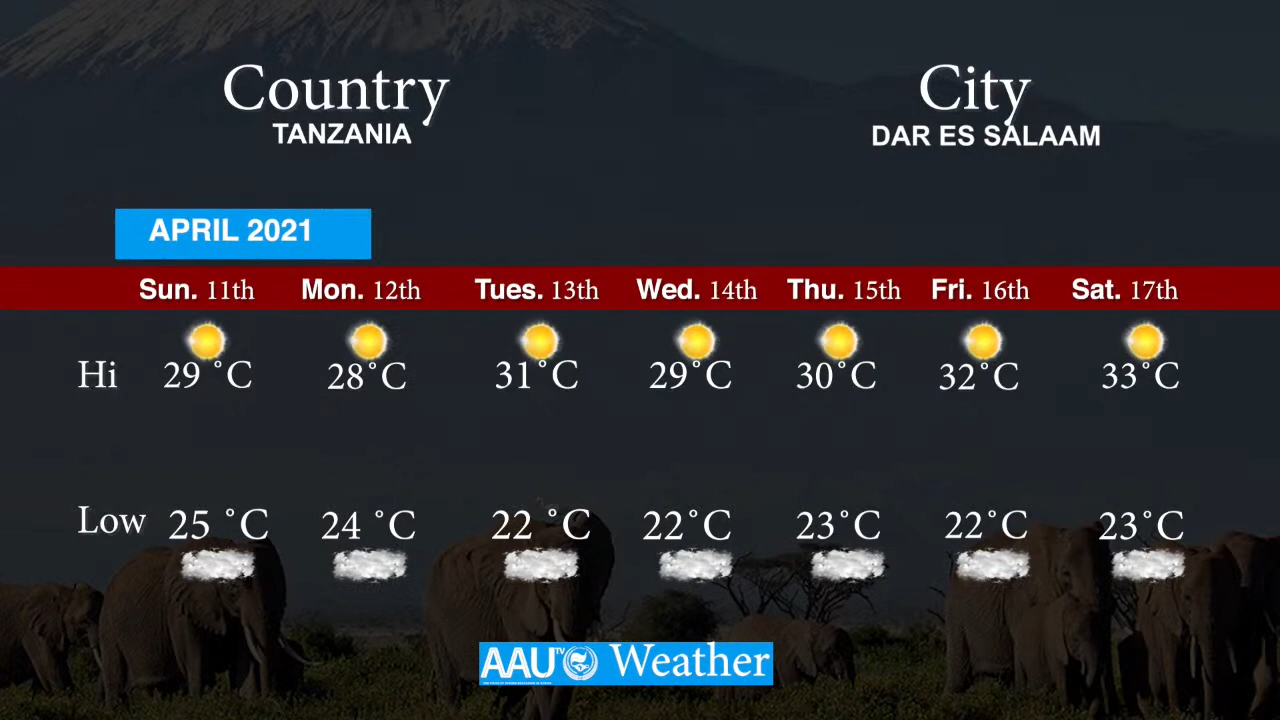 Country
TANZANIA
City
DAR ES SALAAM
APRIL 2021
Sun. 11th Mon. 12th Tues. 13th Wed. 14th Thu. 15th Fri. 16th Sat. 17th
Hi 29 °C 28°C 31°C 29°C 30°C 32°C 33°C
Low 25 °C 24 °C 22 °C 22°C 23°C 22°C 23°C
AAU TV Weather